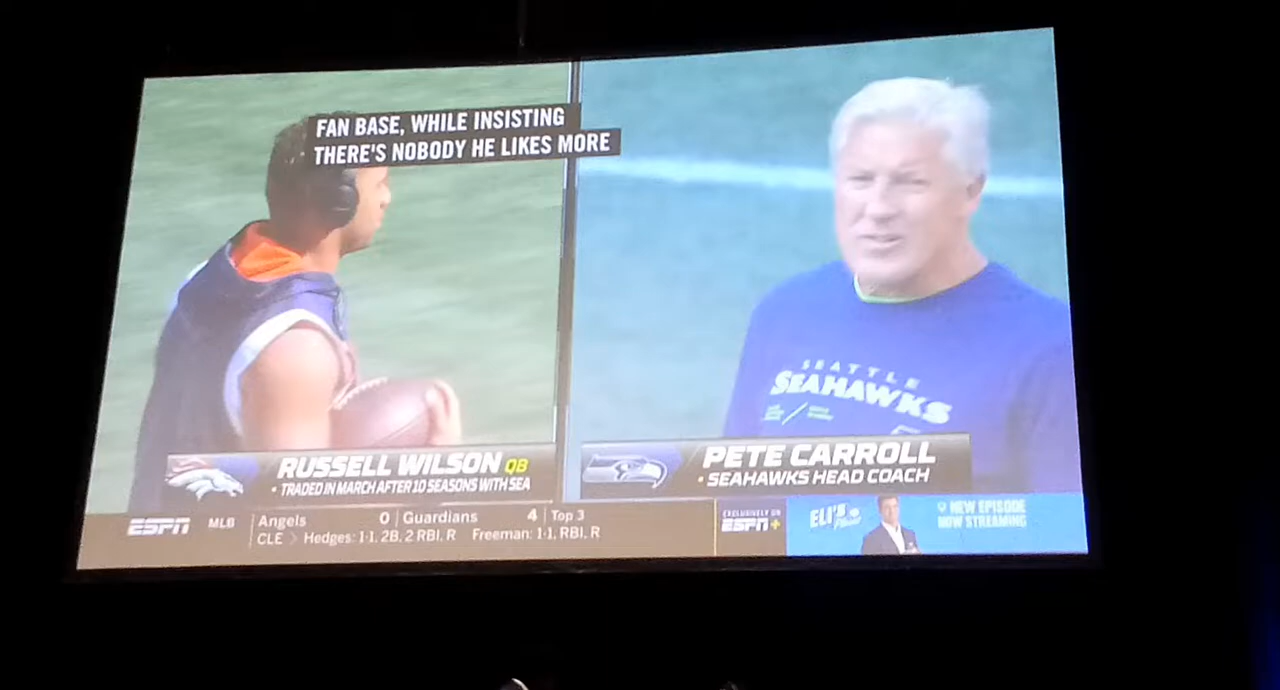 FAN BASE, WHILE INSISTING
THERE'S NOBODY HE LIKES MORE
SEATTLE
SEAHAWKS
RUSSELL WILSON QB
• TRADED IN MARCH AFTER 10 SEASONS WITH SEA
PETE CARROLL
• SEAHAWKS HEAD COACH
ESPN MLB
Angels 0 Guardians 4 Top 3
CLE > Hedges: 1-1, 2B, 2 RBI, R Freeman: 1-1, RBI, R
EXCLUSIVELY ON
ESPN+
ELI'S
NEW EPISODE
NOW STREAMING